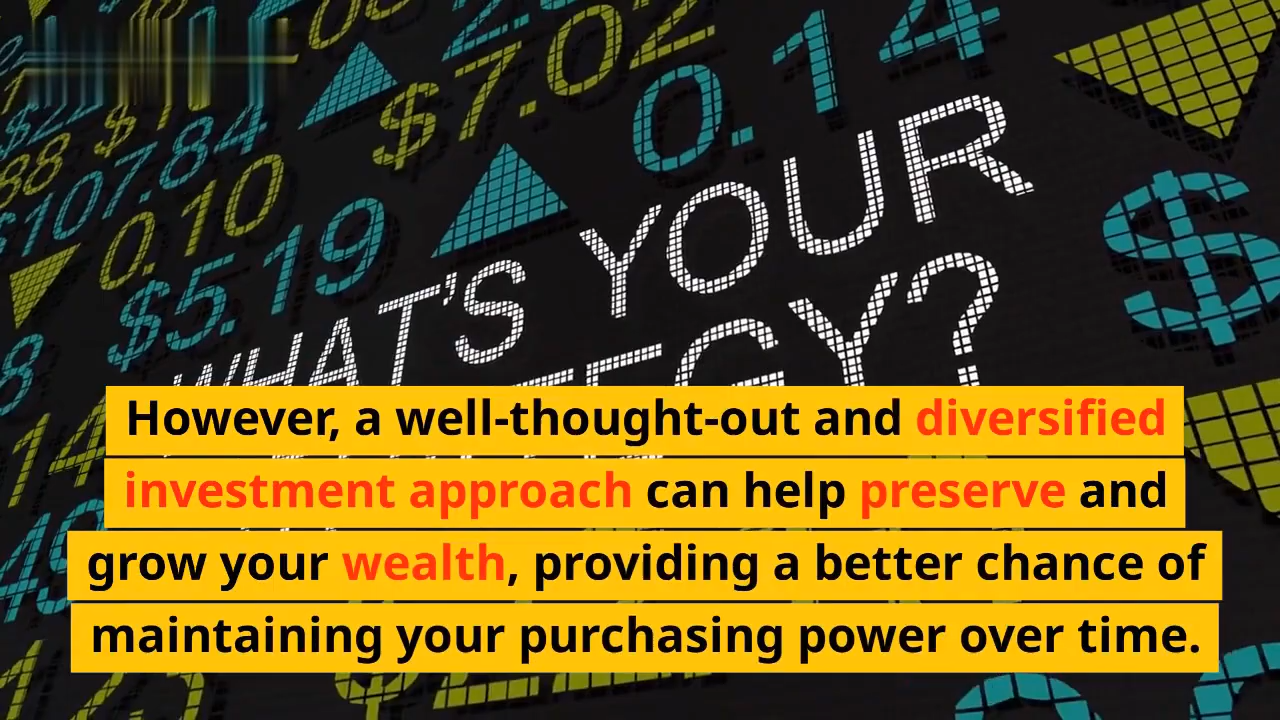 $7.02
0.14
$107.84
0.10
$5.19
WHAT'S YOUR
However, a well-thought-out and diversified
investment approach can help preserve and
grow your wealth, providing a better chance of
maintaining your purchasing power over time.